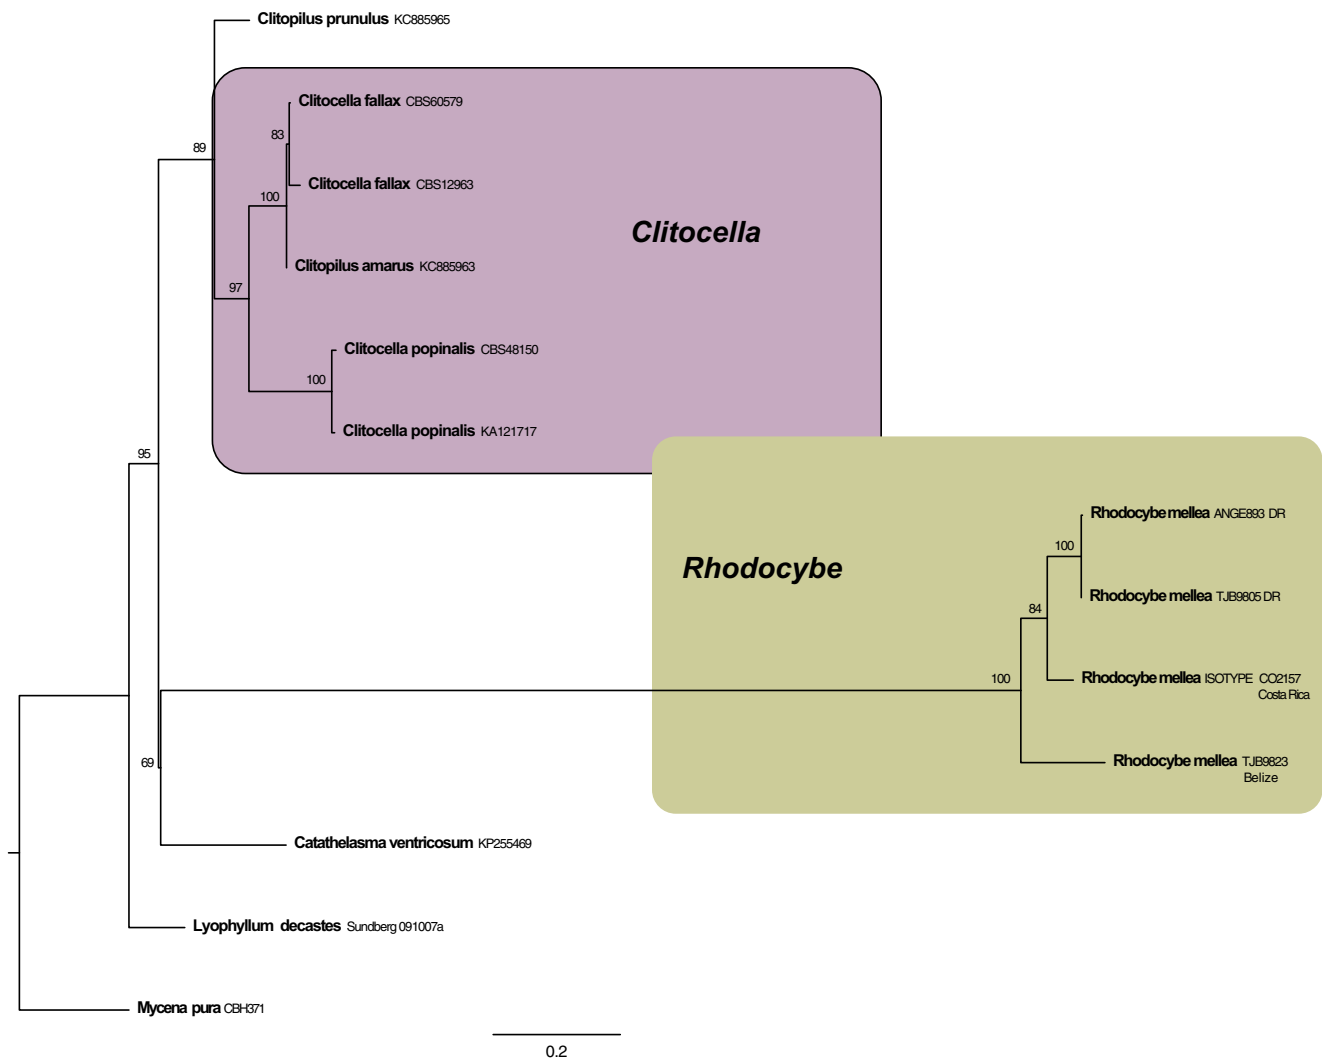 Clitopilus prunulus KC885965
Clitocella fallax CBS60579
83
89
Clitocella fallax CBS12963
100
Clitocella
Clitopilus amarus KC885963
97
Clitocella popinalis CBS48150
100
Clitocella popinalis KA121717
95
Rhodocybe mellea ANGE893 DR
100
Rhodocybe
Rhodocybe mellea TJB9805 DR
84
Rhodocybe mellea ISOTYPE CO2157
Costa Rica
100
Rhodocybe mellea TJB9823
Belize
69
Catathelasma ventricosum KP255469
Lyophyllum decastes Sundberg 091007a
Mycena pura CBH371
0.2